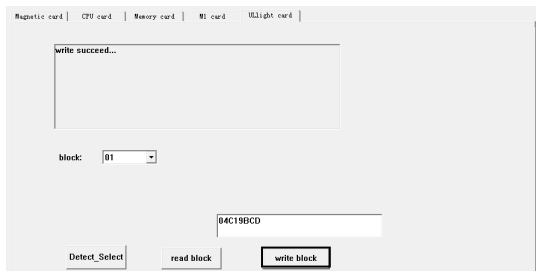 Magnetic card CPU card Memory card M1 card ULlight card
write succeed...
block: 01
04C19BCD
Detect_Select read block write block